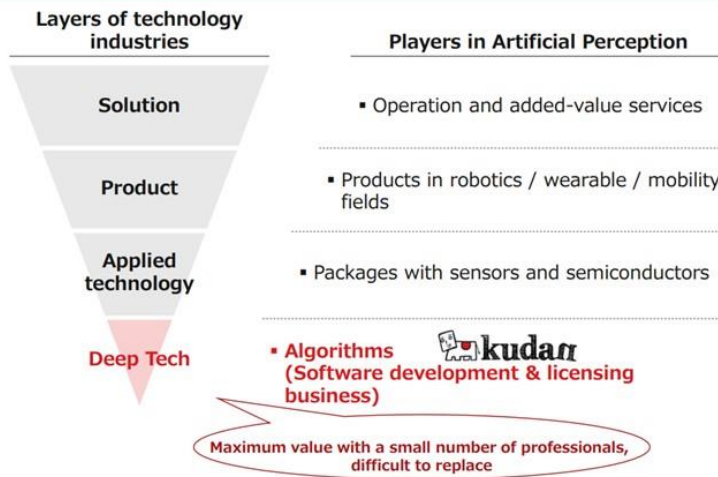 Layers of technology
industries
Players in Artificial Perception
Solution
▪ Operation and added-value services
Product
▪ Products in robotics / wearable / mobility
fields
Applied
technology
▪ Packages with sensors and semiconductors
Deep Tech
▪ Algorithms
kudan
(Software development & licensing
business)
Maximum value with a small number of professionals,
difficult to replace